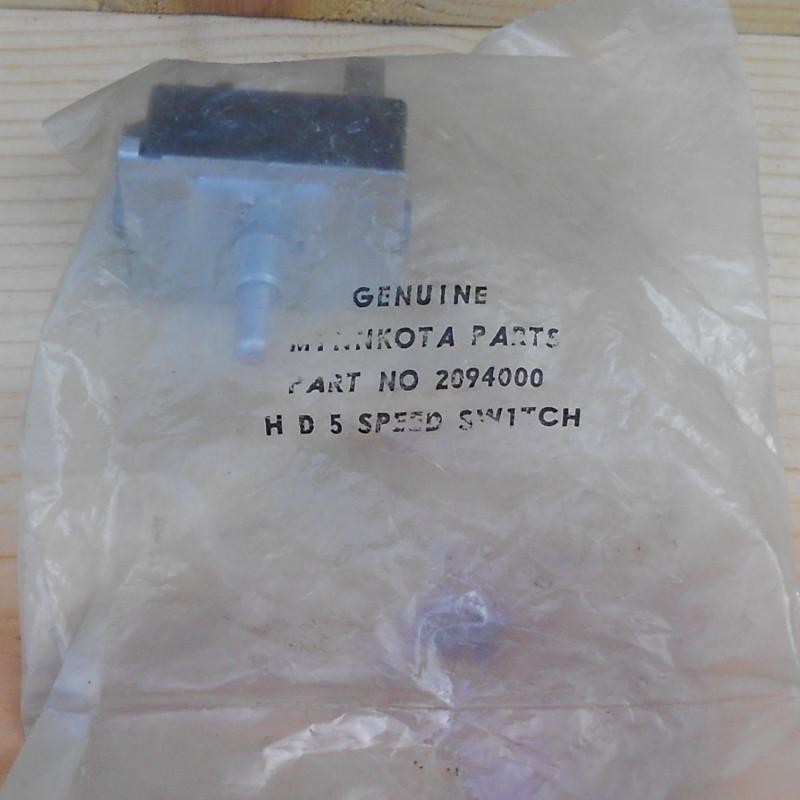 GENUINE
MINNKOTA PARTS
PART NO 2094000
H D 5 SPEED SWITCH